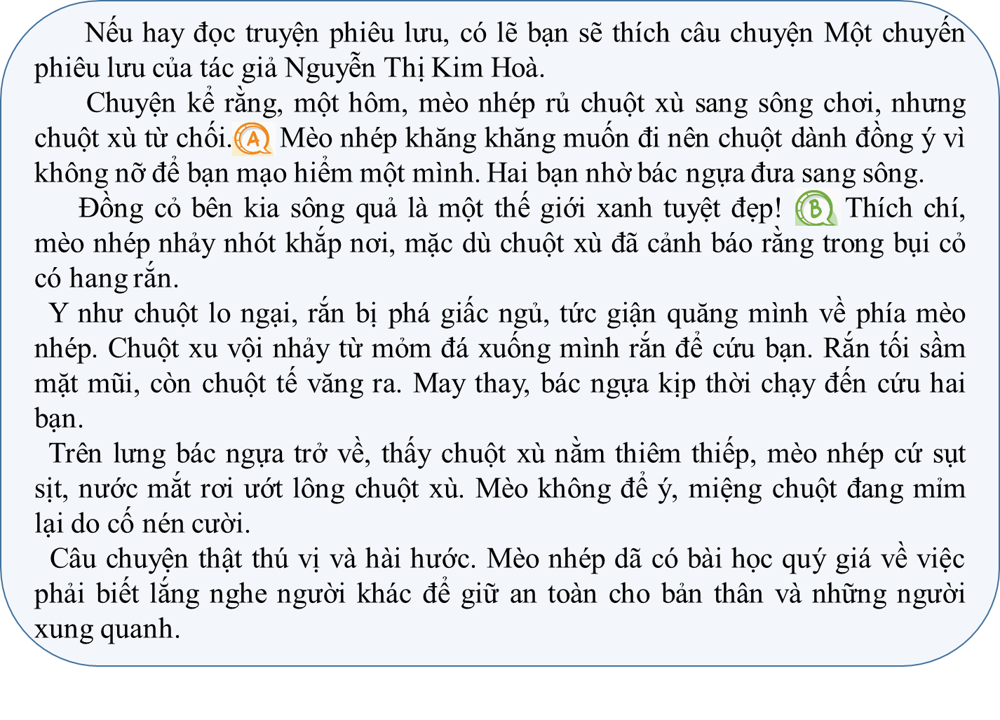 Nếu hay đọc truyện phiêu lưu, có lẽ bạn sẽ thích câu chuyện Một chuyến
phiêu lưu của tác giả Nguyễn Thị Kim Hoà.
Chuyện kể rằng, một hôm, mèo nhép rủ chuột xù sang sông chơi, nhưng
chuột xù từ chối. A Mèo nhép khăng khăng muốn đi nên chuột dành đồng ý vì
không nỡ để bạn mạo hiểm một mình. Hai bạn nhờ bác ngựa đưa sang sông.
Đồng cỏ bên kia sông quả là một thế giới xanh tuyệt đẹp! B Thích chí,
mèo nhép nhảy nhót khắp nơi, mặc dù chuột xù đã cảnh báo rằng trong bụi cỏ
có hang rắn.
Y như chuột lo ngại, rắn bị phá giấc ngủ, tức giận quăng mình về phía mèo
nhép. Chuột xu vội nhảy từ mỏm đá xuống mình rắn để cứu bạn. Rắn tối sầm
mặt mũi, còn chuột tế văng ra. May thay, bác ngựa kịp thời chạy đến cứu hai
bạn.
Trên lưng bác ngựa trở về, thấy chuột xù nằm thiêm thiếp, mèo nhép cứ sụt
sịt, nước mắt rơi ướt lông chuột xù. Mèo không để ý, miệng chuột đang mỉm
lại do cố nén cười.
Câu chuyện thật thú vị và hài hước. Mèo nhép dã có bài học quý giá về việc
phải biết lắng nghe người khác để giữ an toàn cho bản thân và những người
xung quanh.